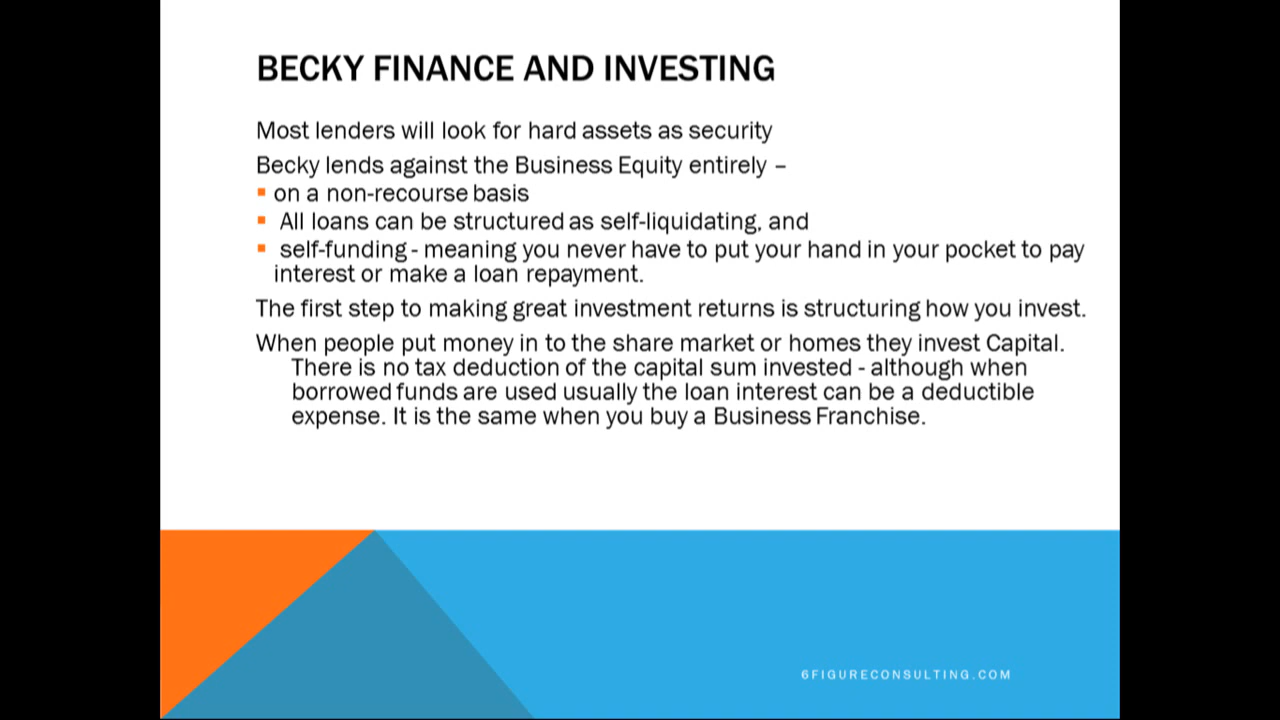 BECKY FINANCE AND INVESTING
Most lenders will look for hard assets as security
Becky lends against the Business Equity entirely –
on a non-recourse basis
All loans can be structured as self-liquidating, and
self-funding - meaning you never have to put your hand in your pocket to pay
interest or make a loan repayment.
The first step to making great investment returns is structuring how you invest.
When people put money in to the share market or homes they invest Capital.
There is no tax deduction of the capital sum invested - although when
borrowed funds are used usually the loan interest can be a deductible
expense. It is the same when you buy a Business Franchise.
6FIGURECONSULTING.COM